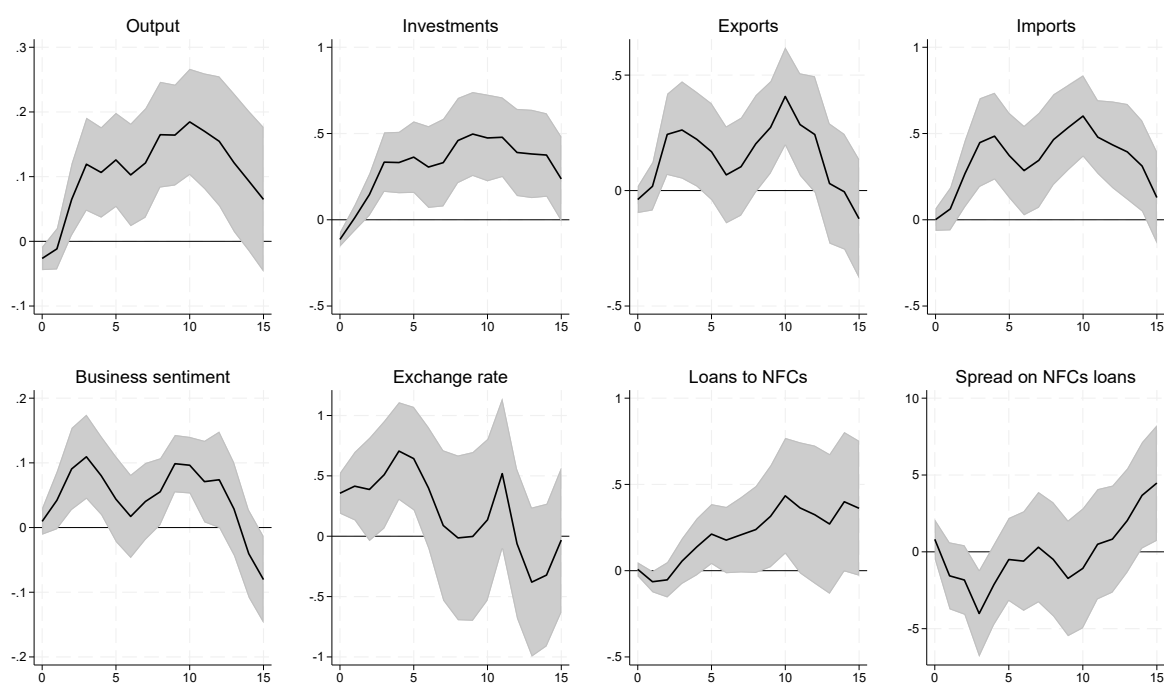 Output
.3
.2
.1
0
-.1
0 5 10 15
Investments
1
.5
0
-.5
0 5 10 15
Exports
.5
0
-.5
0 5 10 15
Imports
1
.5
0
-.5
0 5 10 15
Business sentiment
.2
.1
0
-.1
-.2
0 5 10 15
Exchange rate
1
.5
0
-.5
-1
0 5 10 15
Loans to NFCs
1
.5
0
-.5
0 5 10 15
Spread on NFCs loans
10
5
0
-5
0 5 10 15